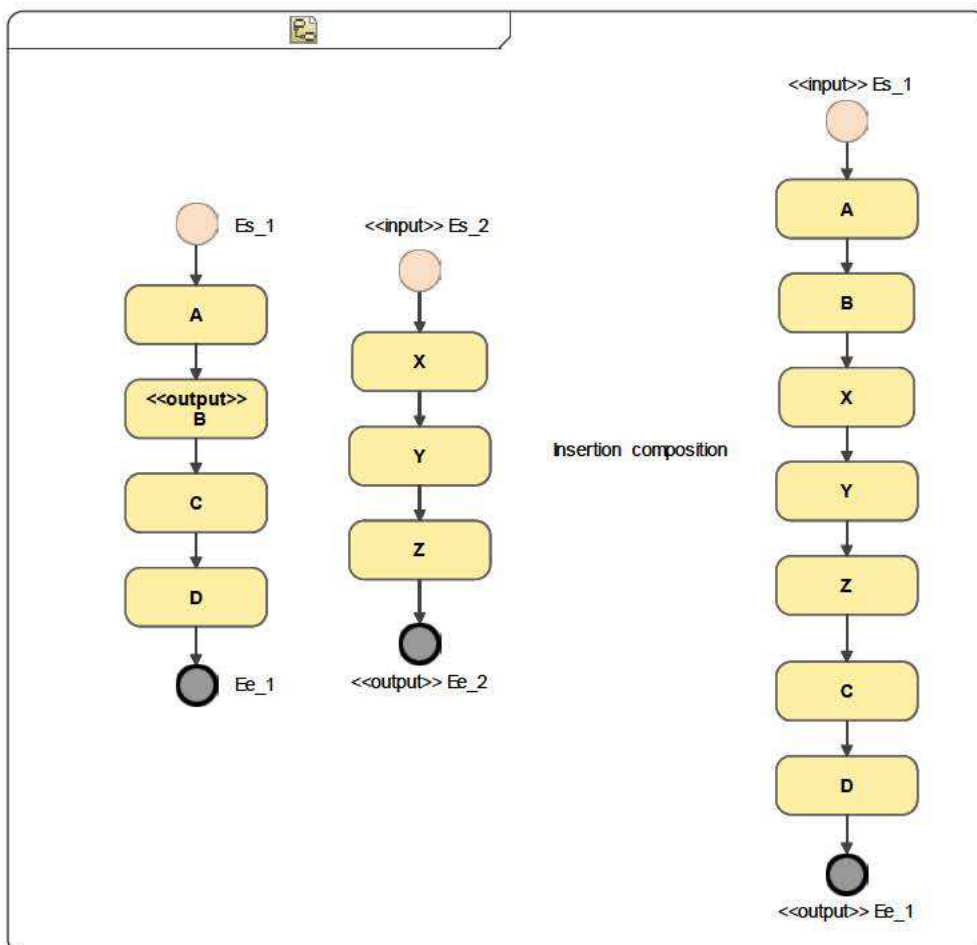 Es_1
A
<<output>>
B
C
D
Ee_1
<<input>> Es_2
X
Y
Z
<<output>> Ee_2
Insertion composition
<<input>> Es_1
A
B
X
Y
Z
C
D
<<output>> Ee_1